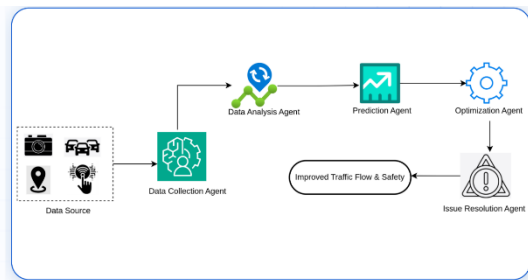 Data Analysis Agent
Prediction Agent
Optimization Agent
Data Source
Data Collection Agent
Improved Traffic Flow & Safety
Issue Resolution Agent